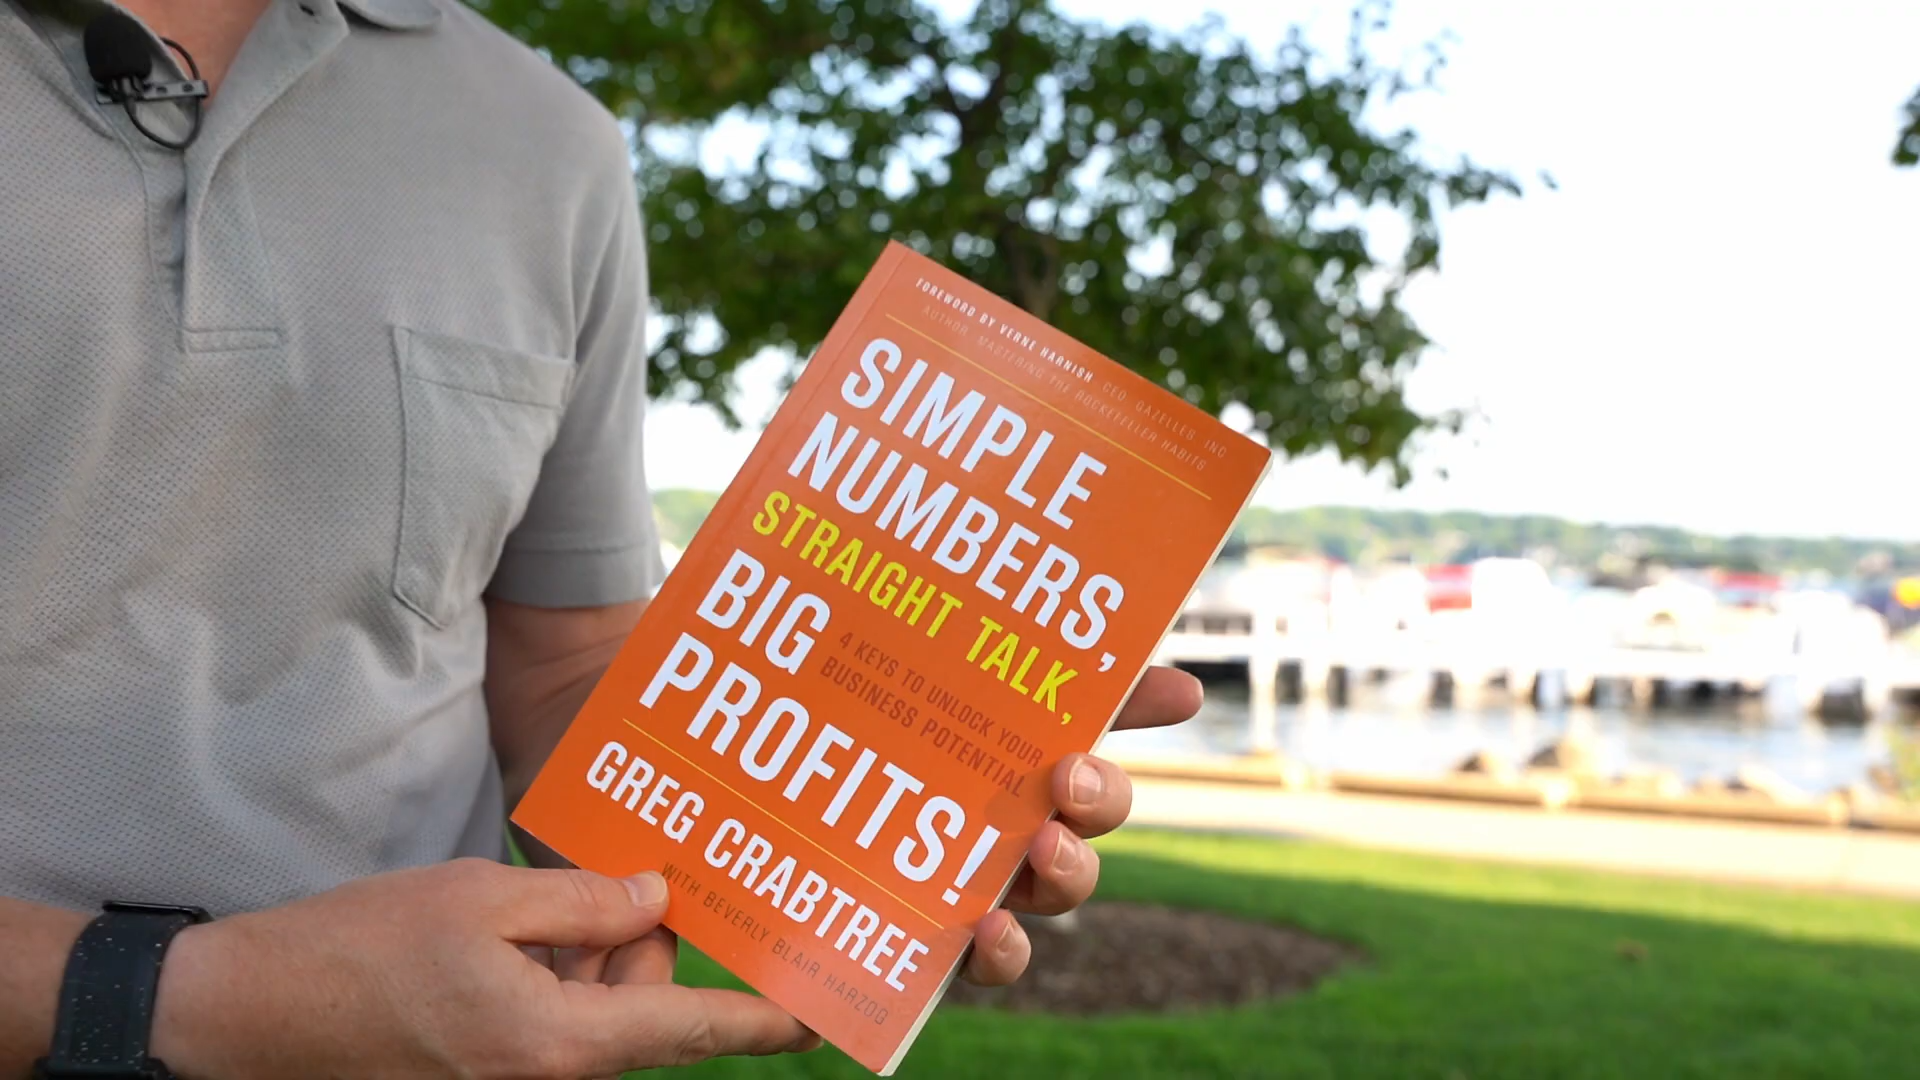 FOREWORD BY VERNE HARNISH, CEO, GAZELLES, INC
AUTHOR, MASTERING THE ROCKEFELLER HABITS
SIMPLE
NUMBERS,
STRAIGHT TALK,
BIG
PROFITS!
4 KEYS TO UNLOCK YOUR
BUSINESS POTENTIAL
GREG CRABTREE
WITH BEVERLY BLAIR HARZOG